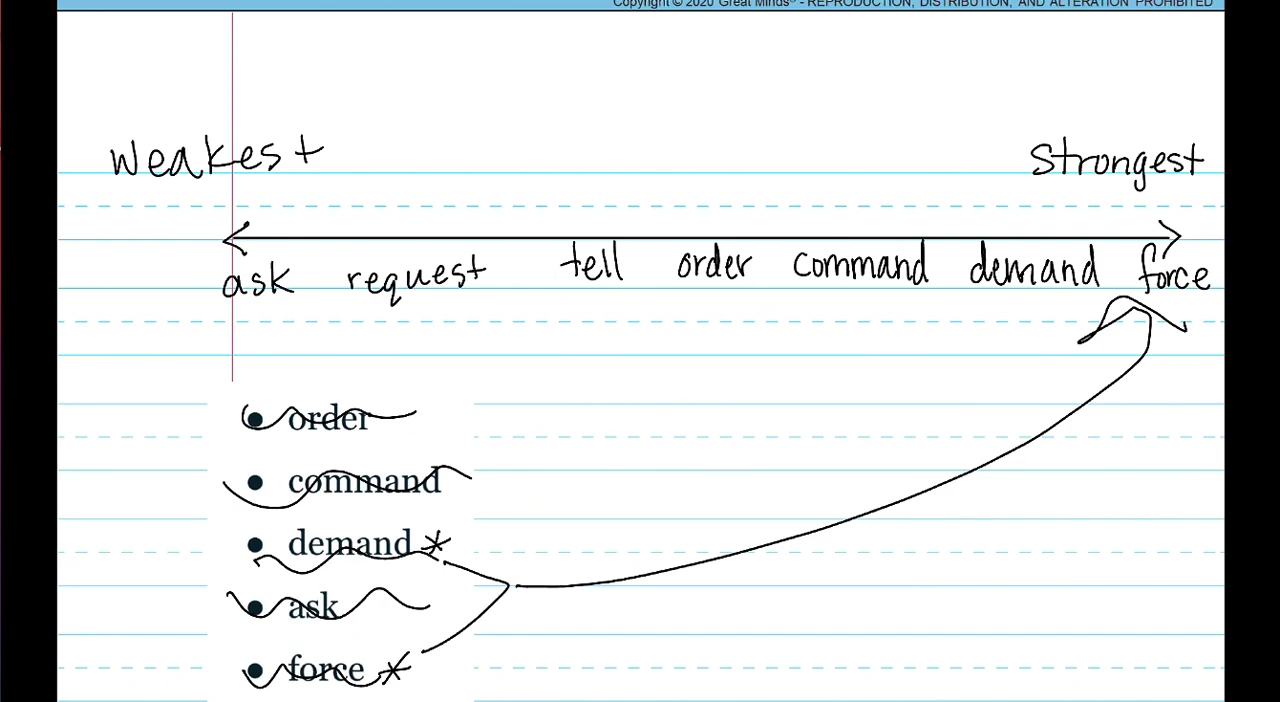 Copyright © 2020 Great Minds® - REPRODUCTION, DISTRIBUTION, AND ALTERATION PROHIBITED
Weakest Strongest
ask request tell order command demand force
• order
• command
• demand *
• ask
• force *